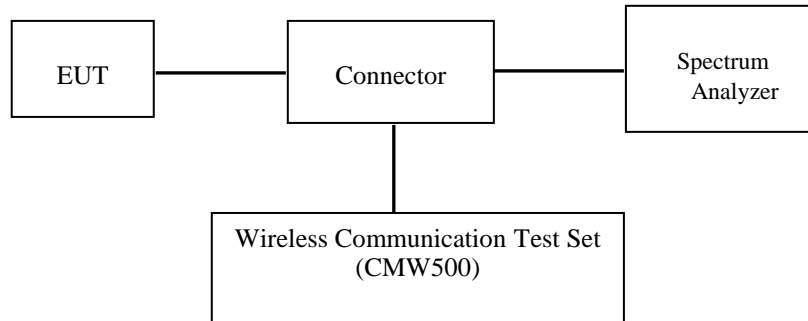 EUT
Connector
Spectrum
Analyzer
Wireless Communication Test Set
(CMW500)